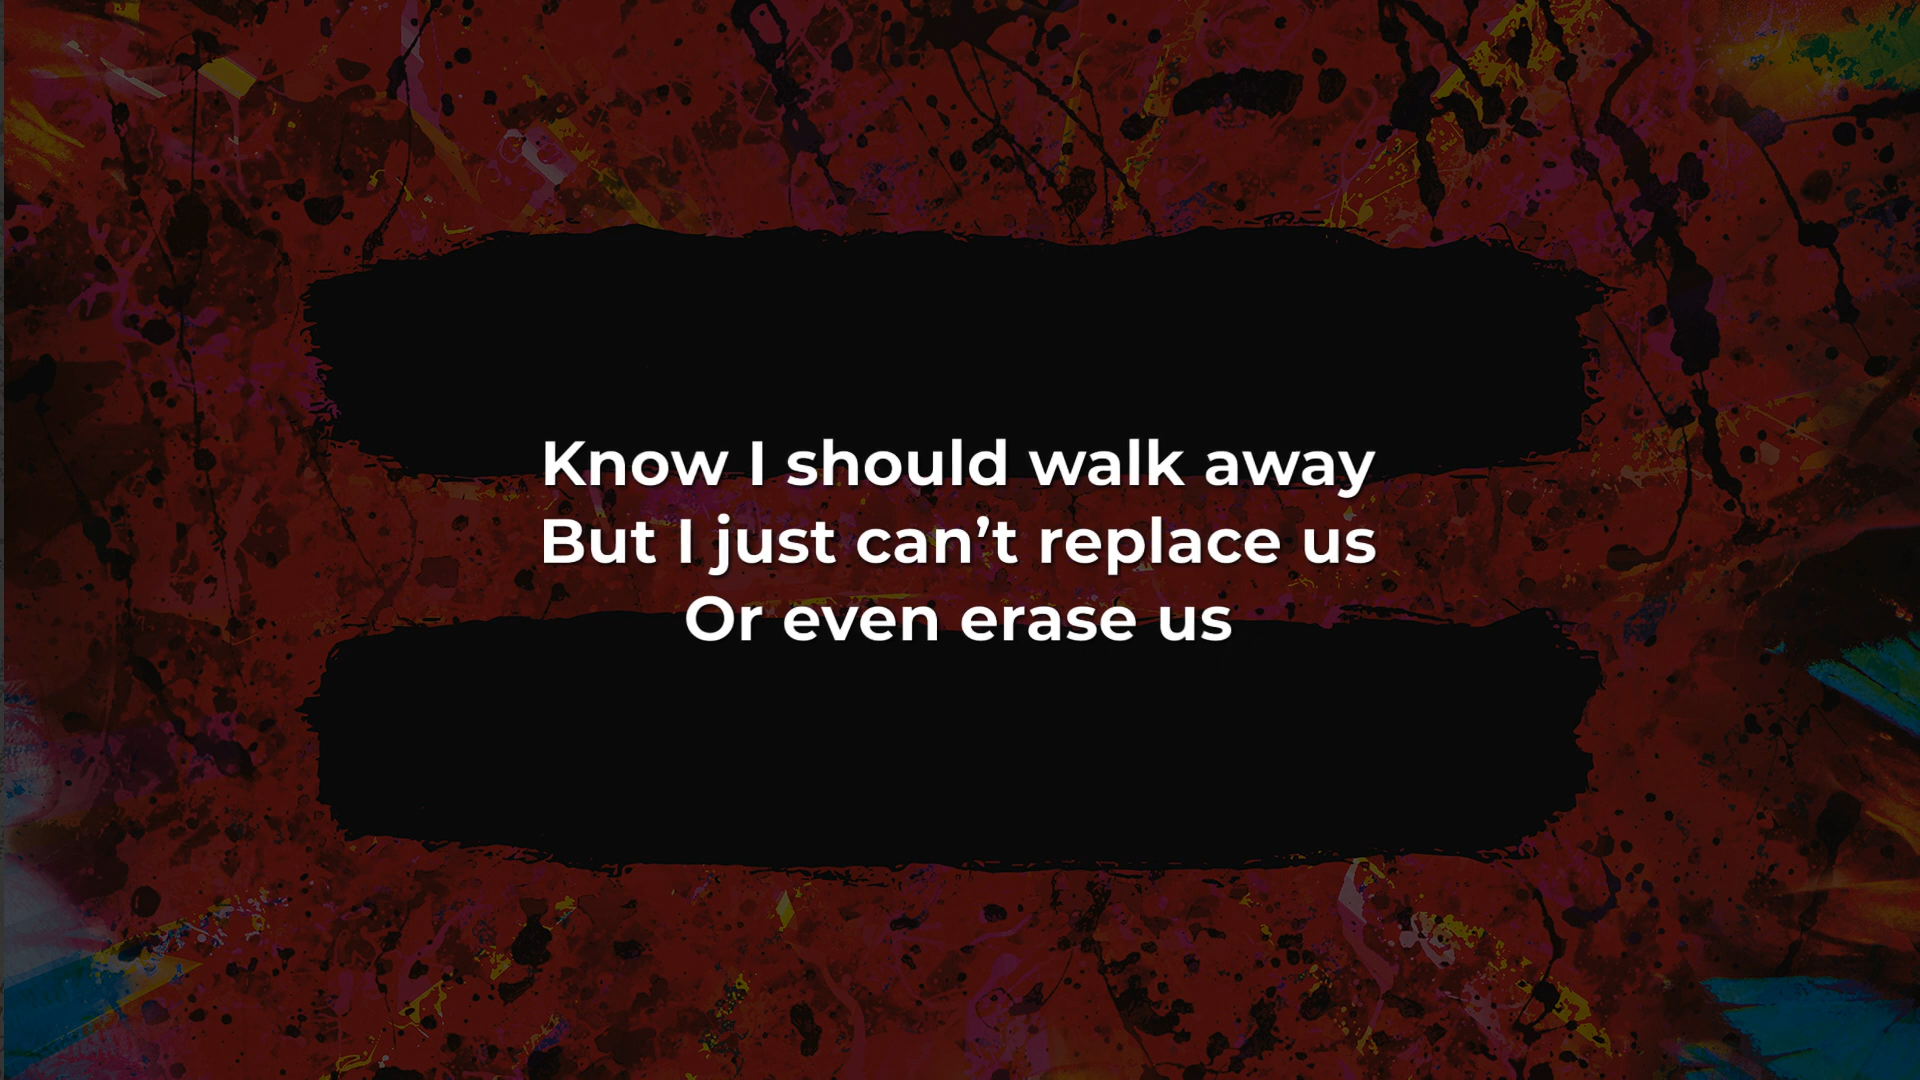 Know I should walk away
But I just can’t replace us
Or even erase us